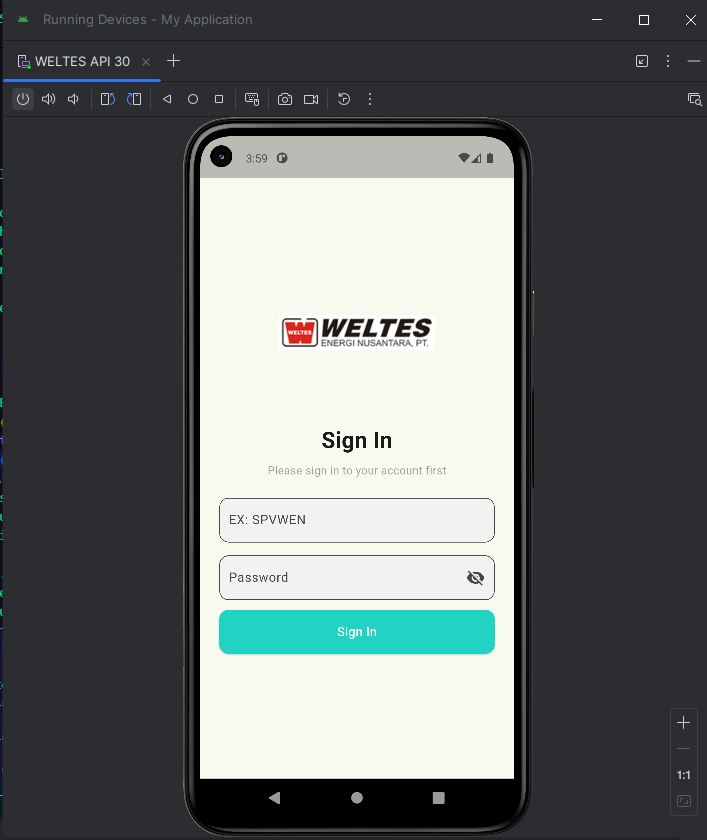 Running Devices - My Application
WELTES API 30
3:59
WELTES
WELTES
ENERGI NUSANTARA, PT.
Sign In
Please sign in to your account first
EX: SPVWEN
Password
Sign In
1:1